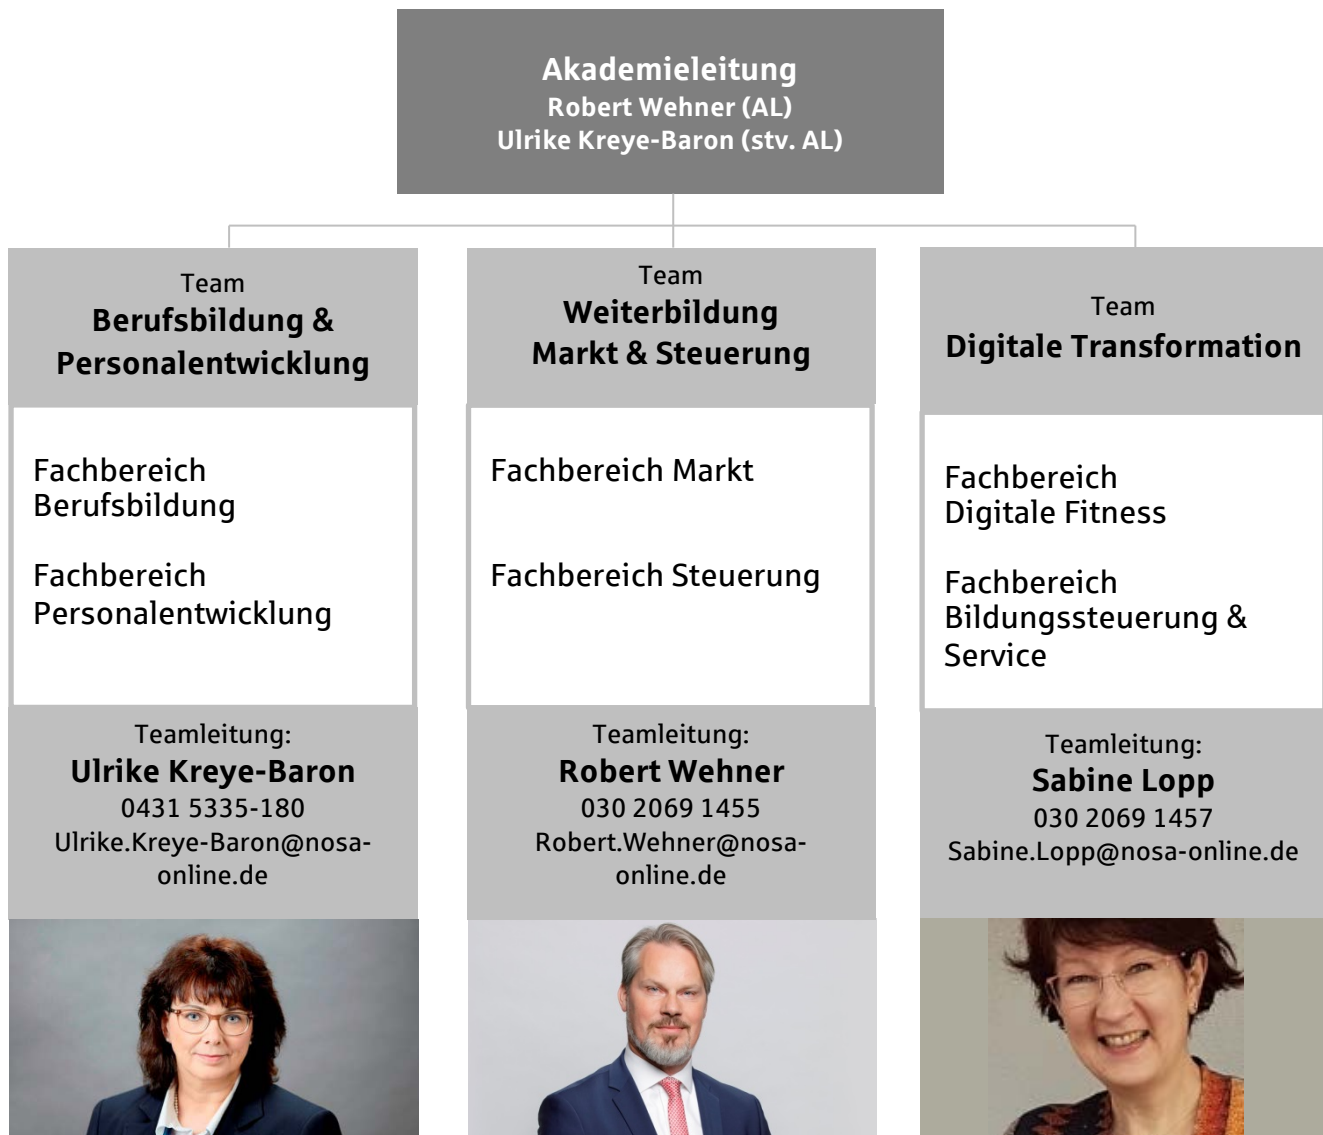 Akademieleitung
Robert Wehner (AL)
Ulrike Kreye-Baron (stv. AL)
Team
Berufsbildung &
Personalentwicklung
Fachbereich
Berufsbildung
Fachbereich
Personalentwicklung
Teamleitung:
Ulrike Kreye-Baron
0431 5335-180
Ulrike.Kreye-Baron@nosa-
online.de
Team
Weiterbildung
Markt & Steuerung
Fachbereich Markt
Fachbereich Steuerung
Teamleitung:
Robert Wehner
030 2069 1455
Robert.Wehner@nosa-
online.de
Team
Digitale Transformation
Fachbereich
Digitale Fitness
Fachbereich
Bildungssteuerung &
Service
Teamleitung:
Sabine Lopp
030 2069 1457
Sabine.Lopp@nosa-online.de